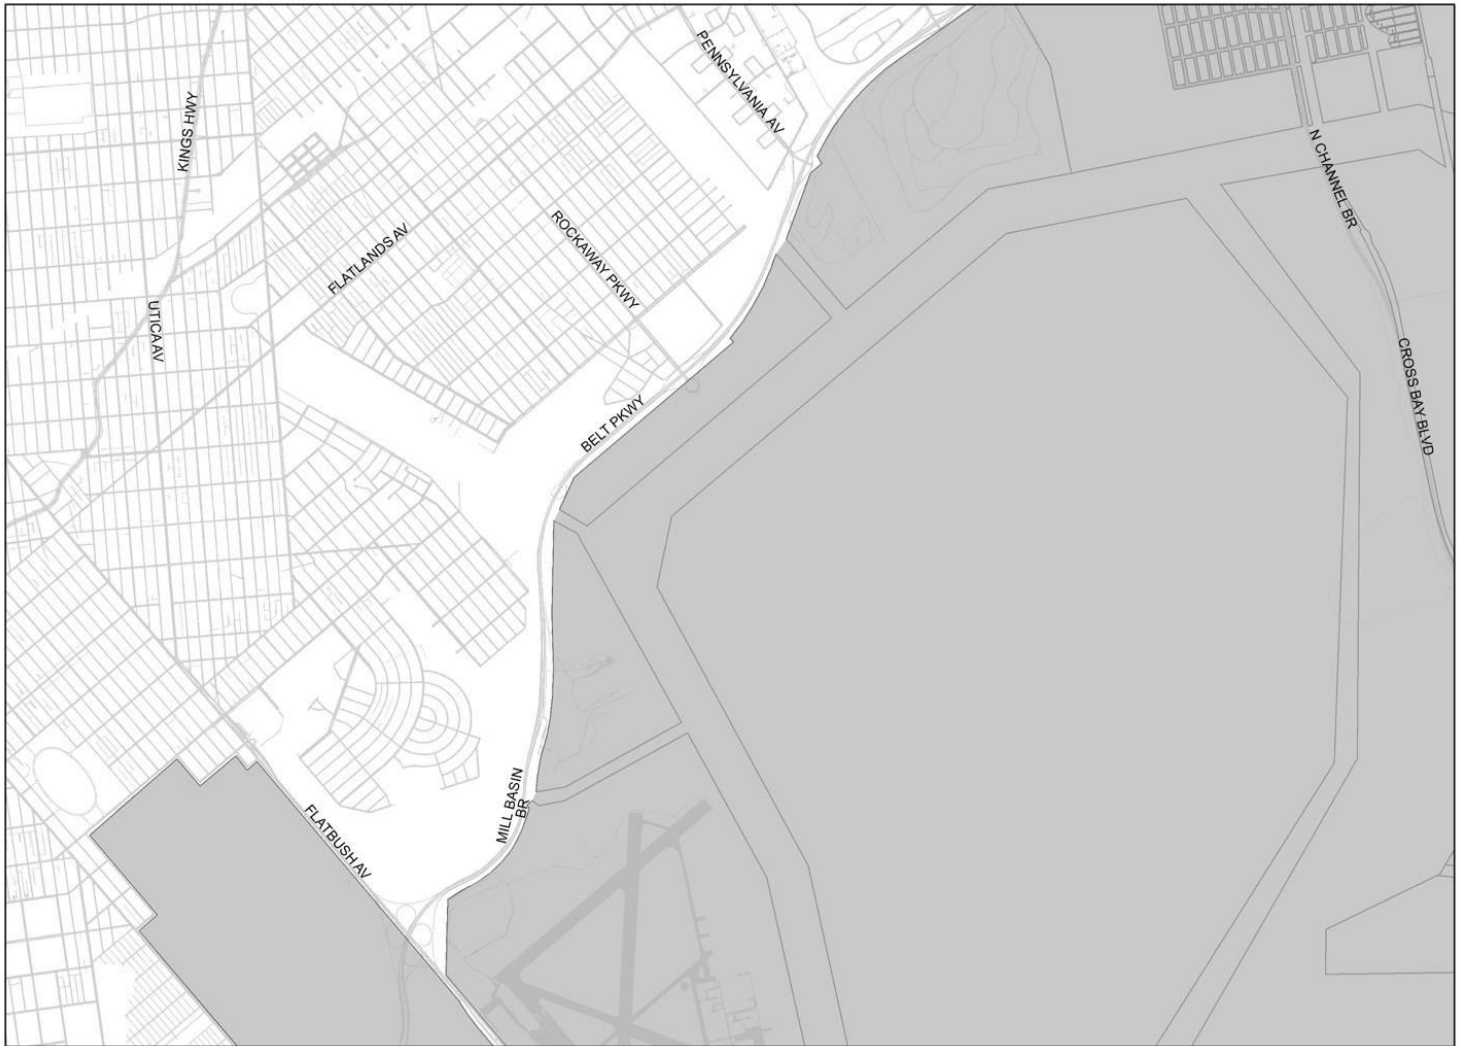 PENNSYLVANIA AV
KINGS HWY
N CHANNEL BR
FLATLANDS AV
ROCKAWAY PKWY
UTICA AV
CROSS BAY BLVD
BELT PKWY
MILL BASIN
BR
FLATBUSH AV